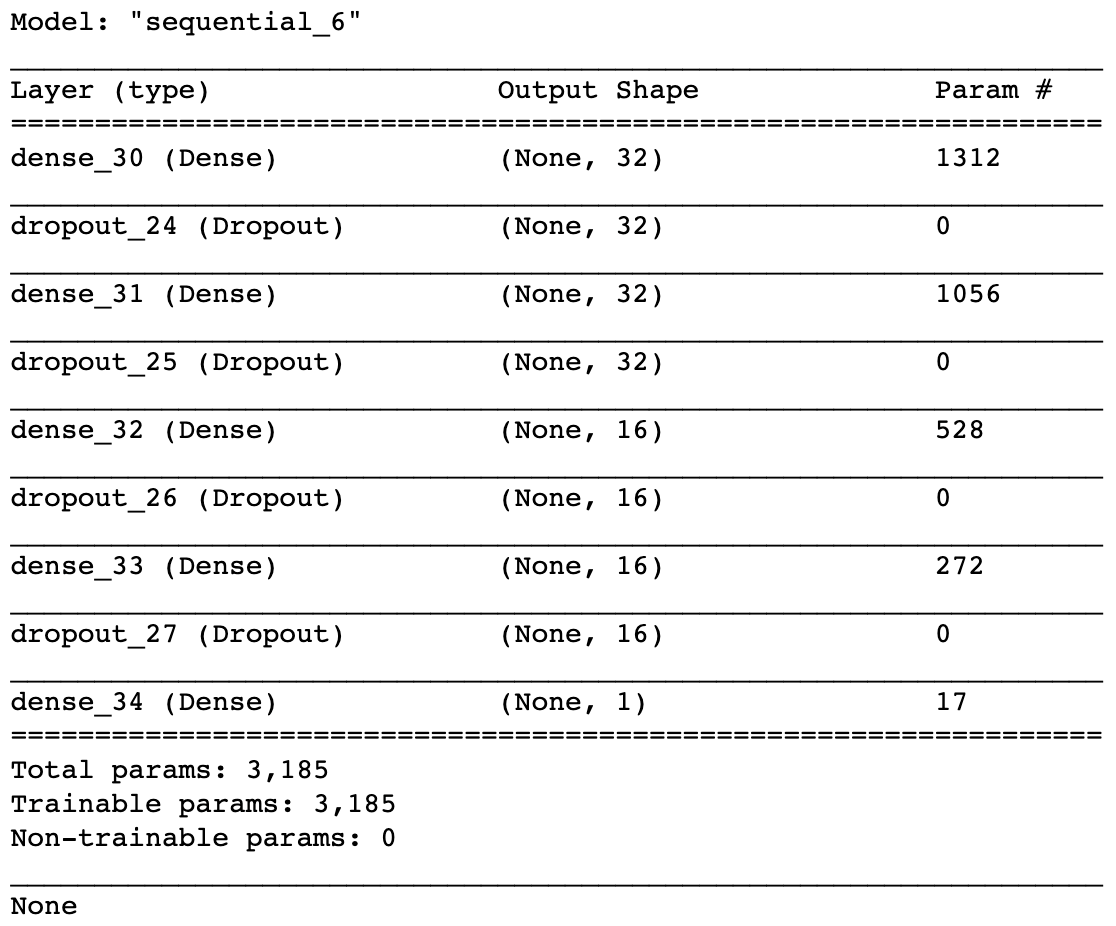 Model: "sequential_6"
Layer (type) Output Shape Param #
dense_30 (Dense) (None, 32) 1312
dropout_24 (Dropout) (None, 32) 0
dense_31 (Dense) (None, 32) 1056
dropout_25 (Dropout) (None, 32) 0
dense_32 (Dense) (None, 16) 528
dropout_26 (Dropout) (None, 16) 0
dense_33 (Dense) (None, 16) 272
dropout_27 (Dropout) (None, 16) 0
dense_34 (Dense) (None, 1) 17
Total params: 3,185
Trainable params: 3,185
Non-trainable params: 0
None